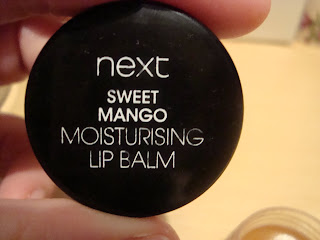 next
SWEET
MANGO
MOISTURISING
LIP BALM